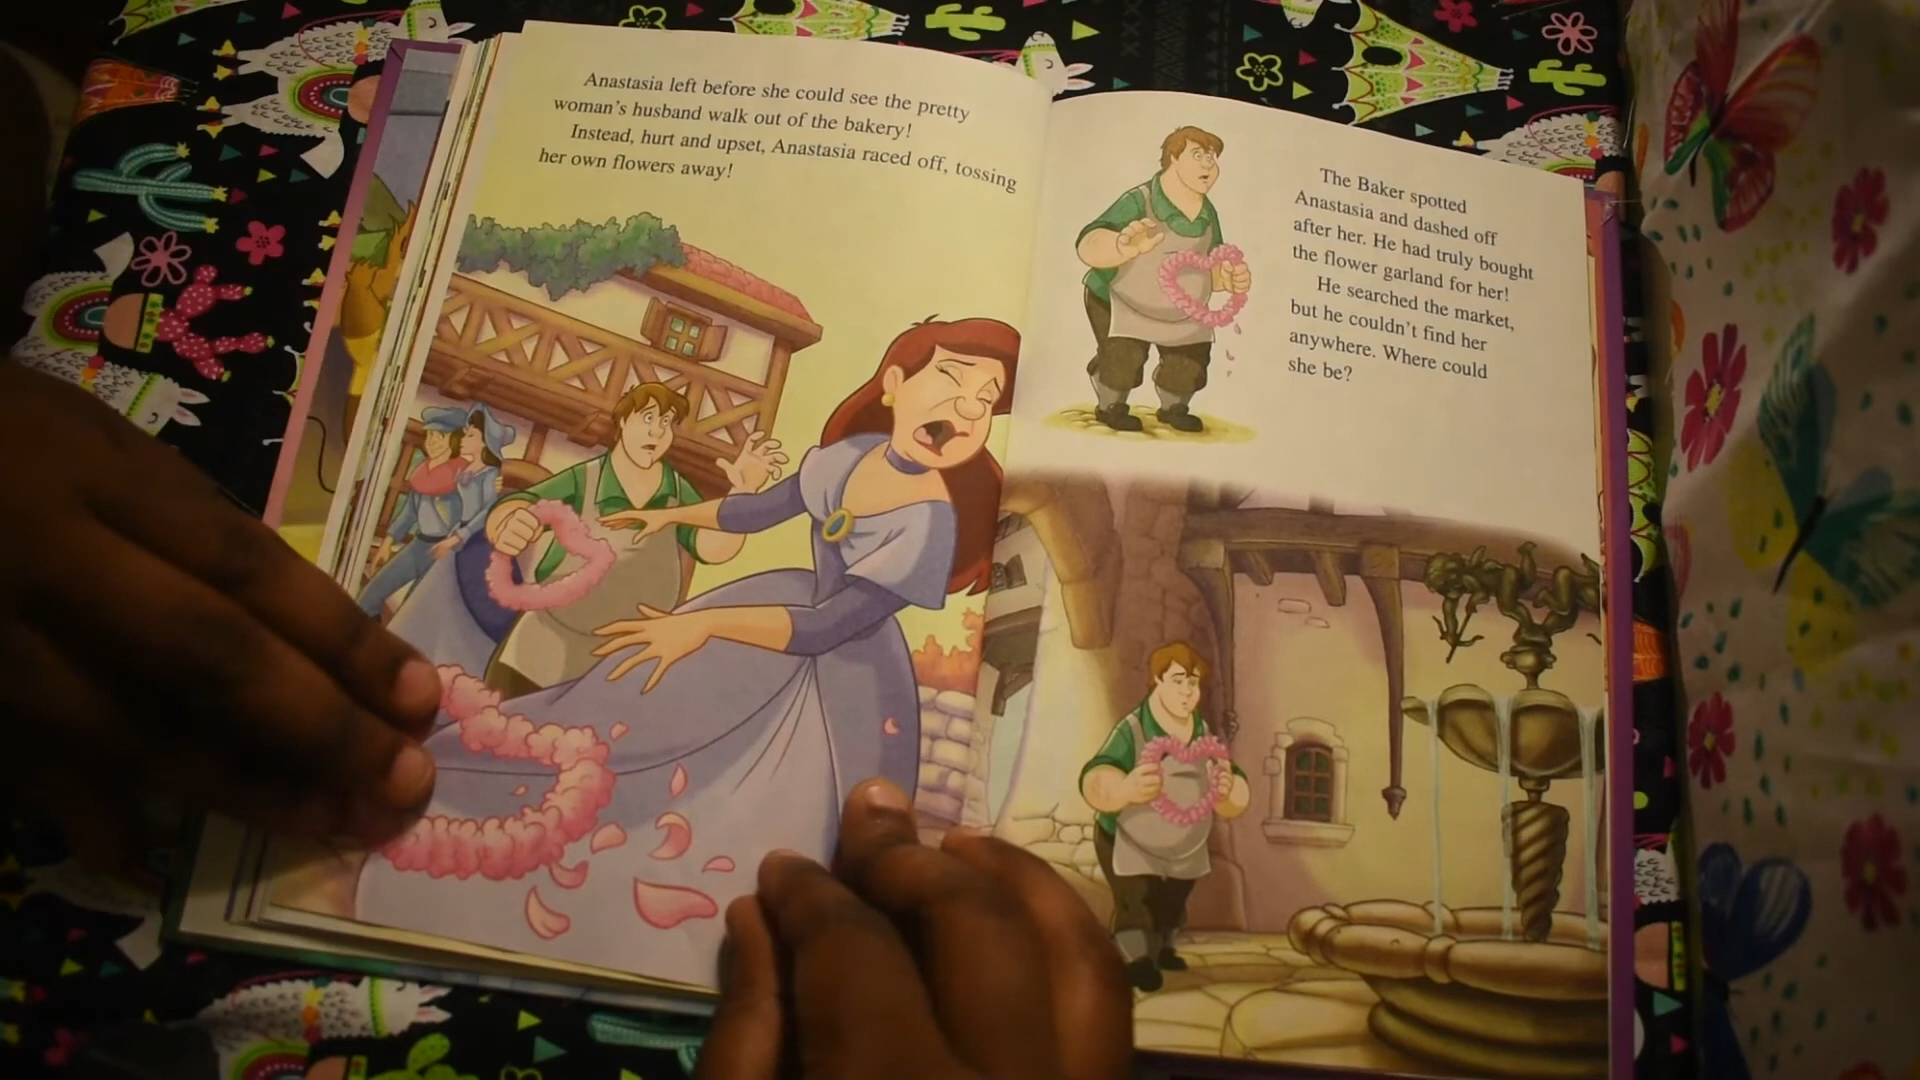 Anastasia left before she could see the pretty
woman's husband walk out of the bakery!
Instead, hurt and upset, Anastasia raced off, tossing
her own flowers away!
The Baker spotted
Anastasia and dashed off
after her. He had truly bought
the flower garland for her!
He searched the market,
but he couldn't find her
anywhere. Where could
she be?